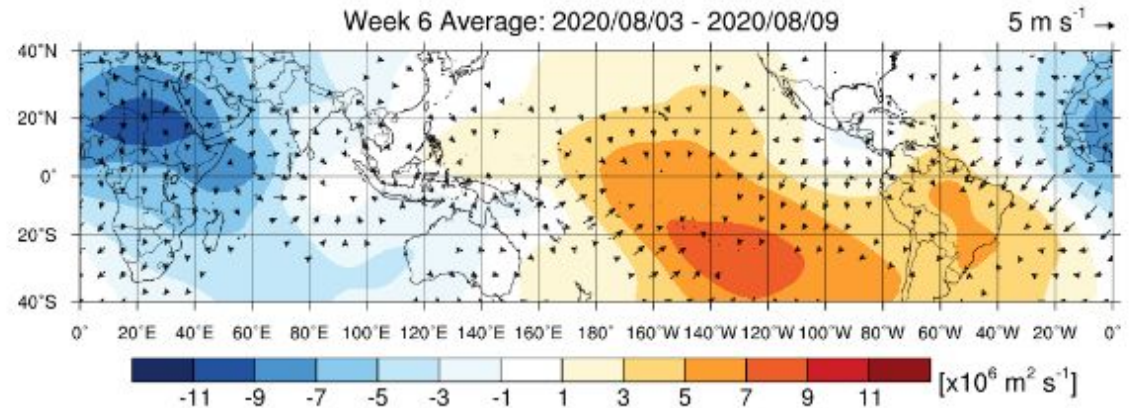 Week 6 Average: 2020/08/03 - 2020/08/09 5 m s⁻¹ →
40°N
20°N
0°
20°S
40°S
0° 20°E 40°E 60°E 80°E 100°E 120°E 140°E 160°E 180° 160°W 140°W 120°W 100°W 80°W 60°W 40°W 20°W 0°
-11 -9 -7 -5 -3 -1 1 3 5 7 9 11 [x10⁶ m² s⁻¹]